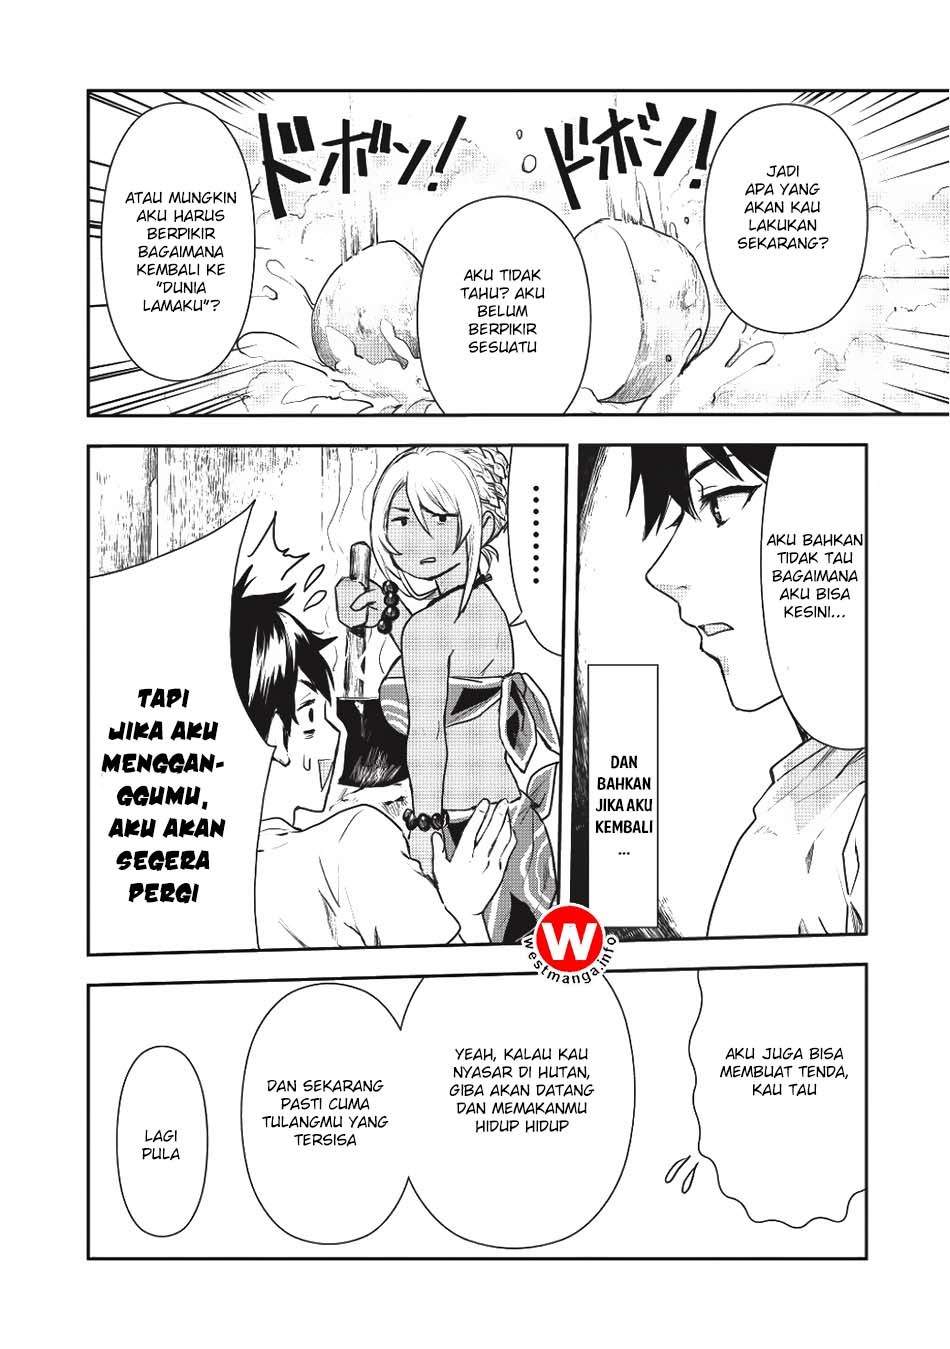 JADI
APA YANG
AKAN KAU
LAKUKAN
SEKARANG?
ドボン!
AKU TIDAK
TAHU? AKU
BELUM
BERPIKIR
SESUATU
ドボン!
ATAU MUNGKIN
AKU HARUS
BERPIKIR
BAGAIMANA
KEMBALI KE
"DUNIA
LAMAKU"?
AKU BAHKAN
TIDAK TAU
BAGAIMANA
AKU BISA
KESINI...
DAN
BAHKAN
JIKA AKU
KEMBALI
...
.........
TAPI
JIKA AKU
MENGGAN-
GGUMU,
AKU AKAN
SEGERA
PERGI
W
westmanga.info
AKU JUGA BISA
MEMBUAT TENDA,
KAU TAU
YEAH, KALAU KAU
NYASAR DI HUTAN,
GIBA AKAN DATANG
DAN MEMAKANMU
HIDUP HIDUP
DAN SEKARANG
PASTI CUMA
TULANGMU YANG
TERSISA
LAGI
PULA